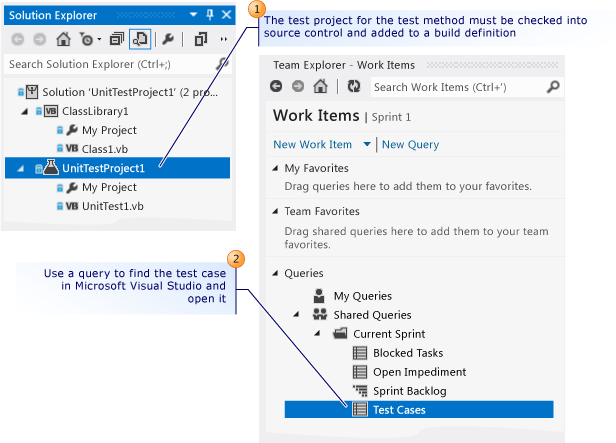 Solution Explorer
Search Solution Explorer (Ctrl+;)
Solution 'UnitTestProject1' (2 pro...
VB ClassLibrary1
My Project
VB Class1.vb
UnitTestProject1
My Project
VB UnitTest1.vb
1
The test project for the test method must be checked into
source control and added to a build definition
Team Explorer - Work Items
Search Work Items (Ctrl+')
Work Items | Sprint 1
New Work Item | New Query
My Favorites
Drag queries here to add them to your favorites.
Team Favorites
Drag shared queries here to add them to your team
favorites.
2
Use a query to find the test case
in Microsoft Visual Studio and
open it
Queries
My Queries
Shared Queries
Current Sprint
Blocked Tasks
Open Impediment
Sprint Backlog
Test Cases